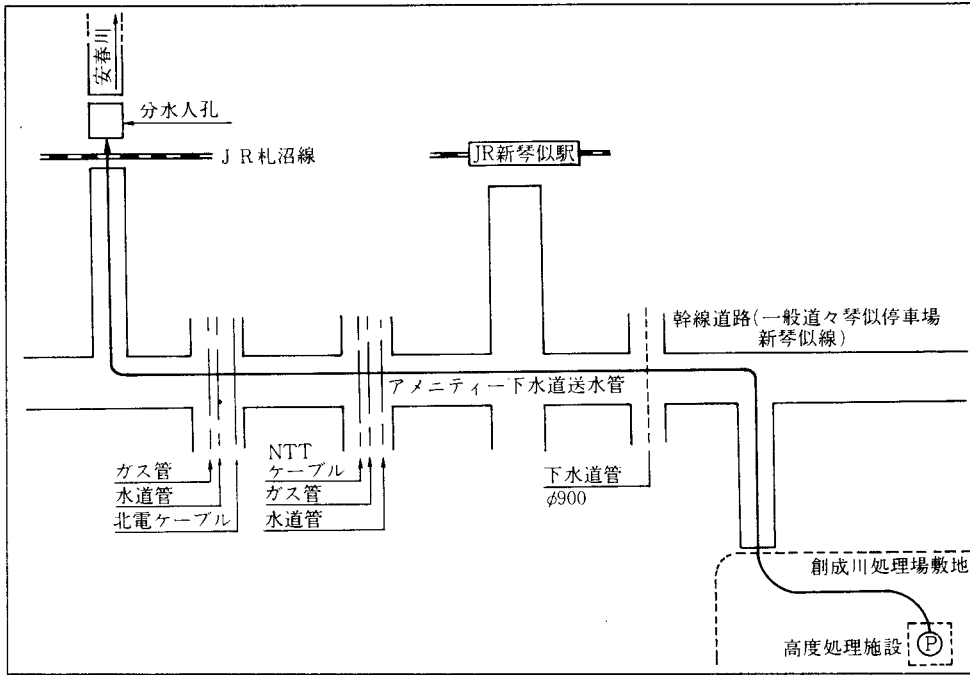 安春川
分水人孔
JR札沼線
JR新琴似駅
幹線道路(一般道々琴似停車場
新琴似線)
アメニティー下水道送水管
ガス管
水道管
北電ケーブル
NTT
ケーブル
ガス管
水道管
下水道管
φ900
創成川処理場敷地
高度処理施設
P